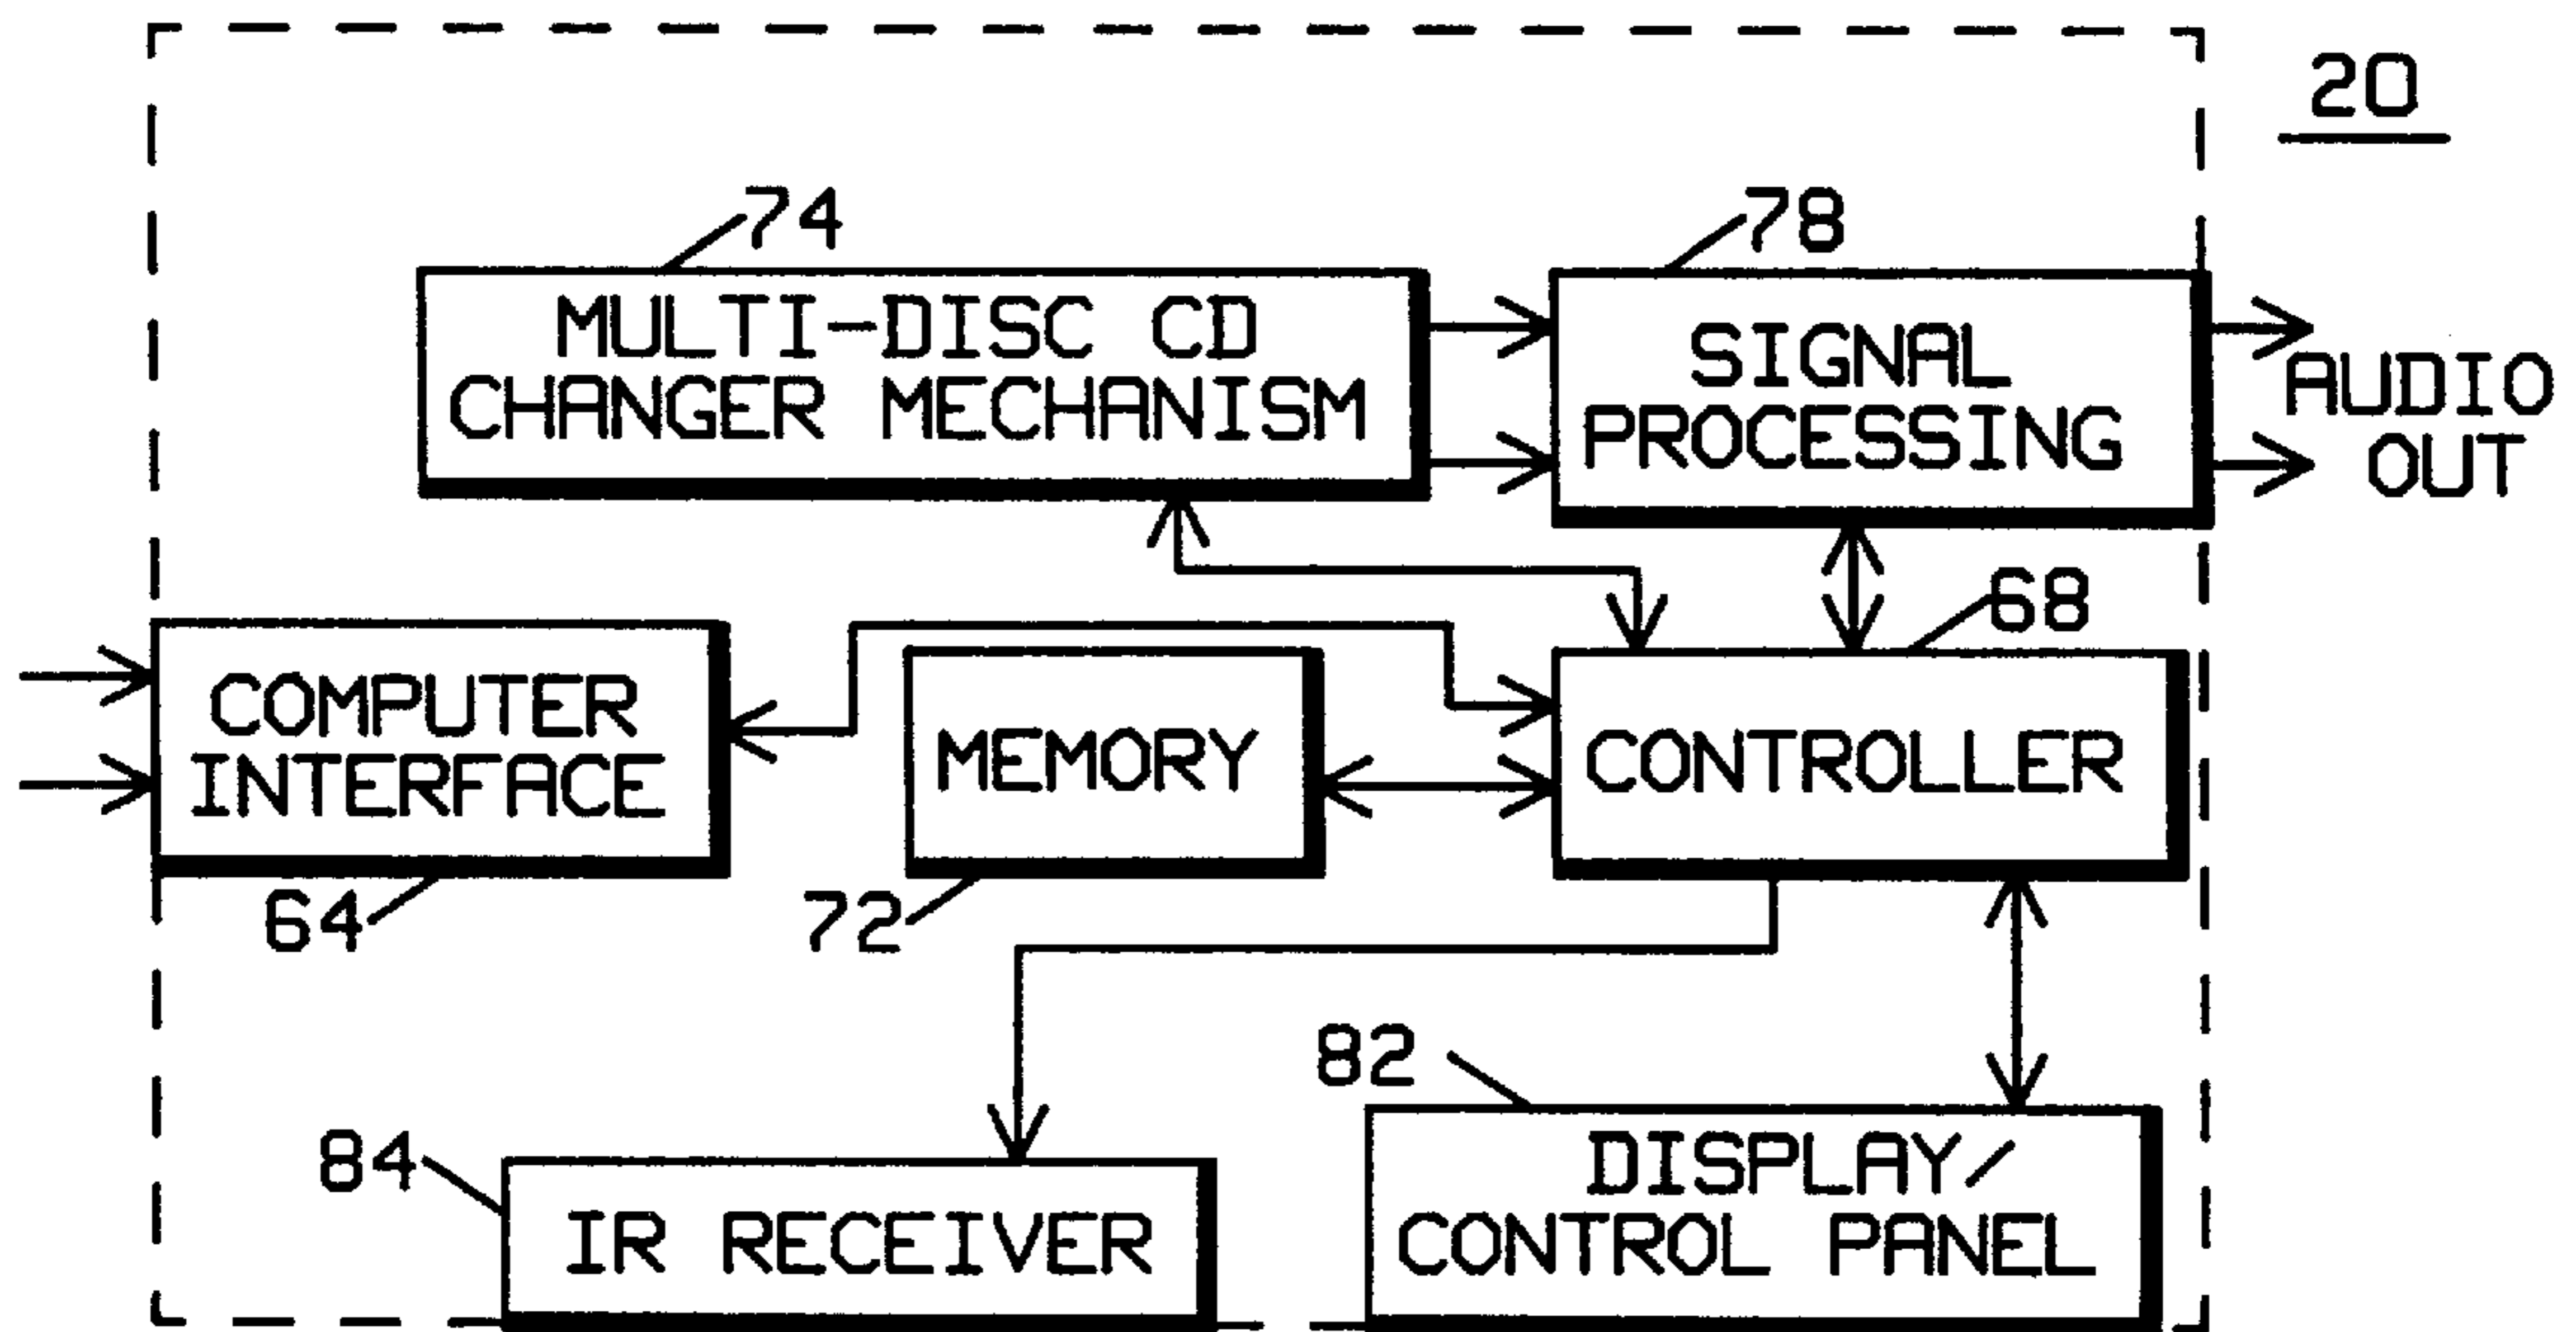 20
74
78
MULTI-DISC CD
CHANGER MECHANISM
SIGNAL
PROCESSING
AUDIO
OUT
68
COMPUTER
INTERFACE
MEMORY
CONTROLLER
64
72
82
84
IR RECEIVER
DISPLAY/
CONTROL PANEL